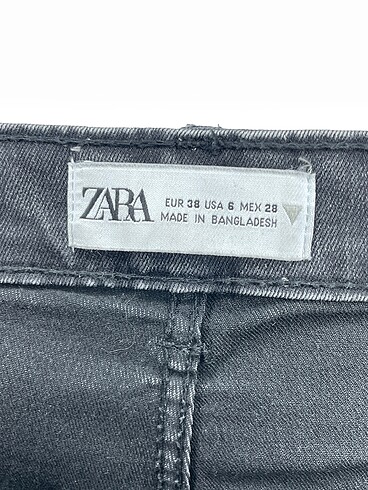 ZARA
EUR 38 USA 6 MEX 28
MADE IN BANGLADESH